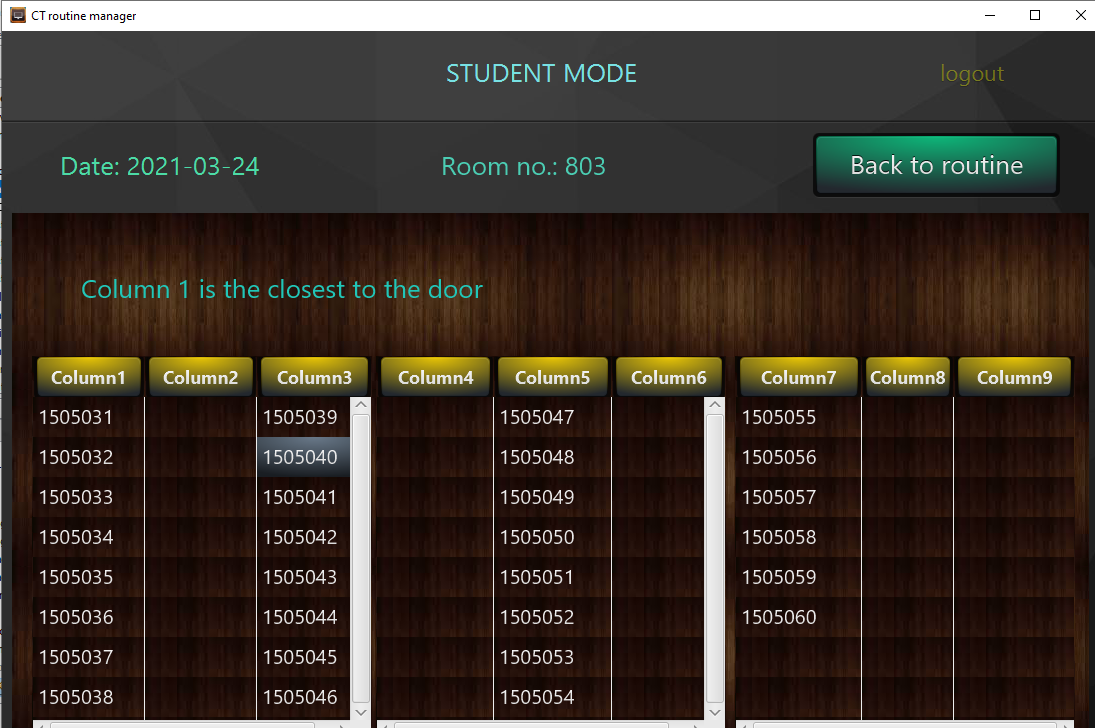 CT routine manager
STUDENT MODE
logout
Date: 2021-03-24
Room no.: 803
Back to routine
Column 1 is the closest to the door
Column1 Column2 Column3 Column4 Column5 Column6 Column7 Column8 Column9
1505031 1505039 1505047 1505055
1505032 1505040 1505048 1505056
1505033 1505041 1505049 1505057
1505034 1505042 1505050 1505058
1505035 1505043 1505051 1505059
1505036 1505044 1505052 1505060
1505037 1505045 1505053
1505038 1505046 1505054